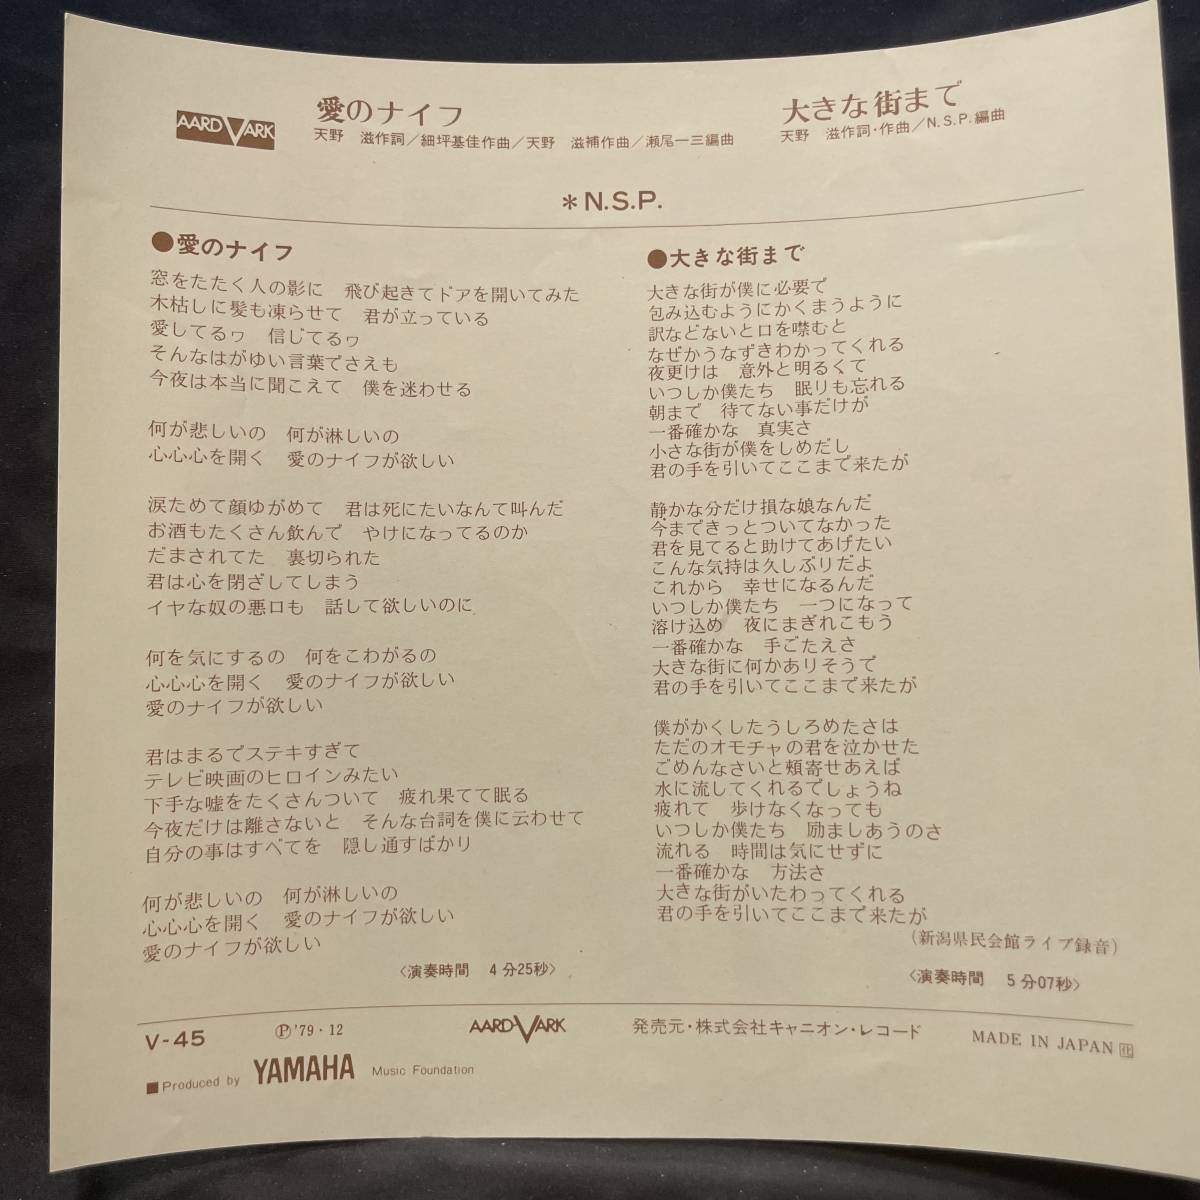 AARD VARK
愛のナイフ
天野 滋作詞/細坪基佳作曲/天野 滋補作曲/瀬尾一三編曲
大きな街まで
天野 滋作詞・作曲/N.S.P.編曲
＊N.S.P.
●愛のナイフ
窓をたたく人の影に 飛び起きてドアを開いてみた
木枯しに髪も凍らせて 君が立っている
愛してるヮ 信じてるヮ
そんなはがゆい言葉でさえも
今夜は本当に聞こえて 僕を迷わせる
何が悲しいの 何が淋しいの
心心心を開く 愛のナイフが欲しい
涙ためて顔ゆがめて 君は死にたいなんて叫んだ
お酒もたくさん飲んで やけになってるのか
だまされてた 裏切られた
君は心を閉ざしてしまう
イヤな奴の悪口も 話して欲しいのに
何を気にするの 何をこわがるの
心心心を開く 愛のナイフが欲しい
愛のナイフが欲しい
君はまるでステキすぎて
テレビ映画のヒロインみたい
下手な嘘をたくさんついて 疲れ果てて眠る
今夜だけは離さないと そんな台詞を僕に云わせて
自分の事はすべてを 隠し通すばかり
何が悲しいの 何が淋しいの
心心心を開く 愛のナイフが欲しい
愛のナイフが欲しい
〈演奏時間 4分25秒〉
●大きな街まで
大きな街が僕に必要で
包み込むようにかくまうように
訳などないと口を噤むと
なぜかうなずきわかってくれる
夜更けは 意外と明るくて
いつしか僕たち 眠りも忘れる
朝まで 待てない事だけが
一番確かな 真実さ
小さな街が僕をしめだし
君の手を引いてここまで来たが
静かな分だけ損な娘なんだ
今まできっとついてなかった
君を見てると助けてあげたい
こんな気持は久しぶりだよ
これから 幸せになるんだ
いつしか僕たち 一つになって
溶け込め 夜にまぎれこもう
一番確かな 手ごたえさ
大きな街に何かありそうで
君の手を引いてここまで来たが
僕がかくしたうしろめたさは
ただのオモチャの君を泣かせた
ごめんなさいと頬寄せあえば
水に流してくれるでしょうね
疲れて 歩けなくなっても
いつしか僕たち 励ましあうのさ
流れる 時間は気にせずに
一番確かな 方法さ
大きな街がいたわってくれる
君の手を引いてここまで来たが
(新潟県民会館ライブ録音)
〈演奏時間 5分07秒〉
V-45
Ⓟ'79・12
AARD-VARK
発売元・株式会社キャニオン・レコード
MADE IN JAPAN
■Produced by YAMAHA Music Foundation